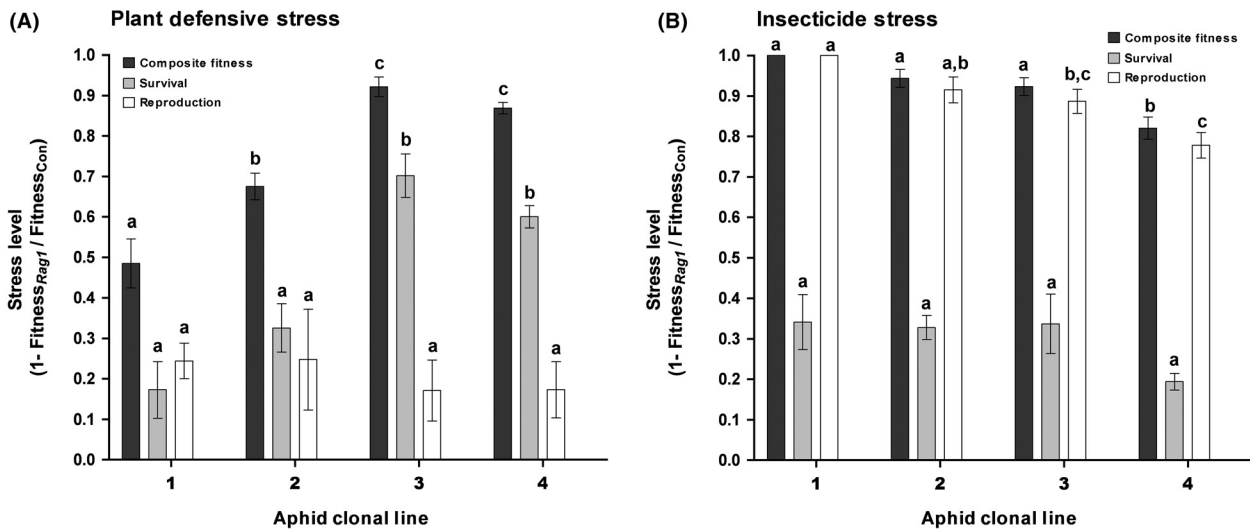 (A) Plant defensive stress
Composite fitness
Survival
Reproduction
1.0
0.9
0.8
0.7
0.6
0.5
0.4
0.3
0.2
0.1
0.0
Stress level
(1- Fitness_Rag1 / Fitness_Con)
a
a
a
b
a
a
c
b
a
c
b
a
1 2 3 4
Aphid clonal line
(B) Insecticide stress
Composite fitness
Survival
Reproduction
1.0
0.9
0.8
0.7
0.6
0.5
0.4
0.3
0.2
0.1
0.0
Stress level
(1- Fitness_Rag1 / Fitness_Con)
a
a
a
a
a
a,b
a
a
b,c
b
a
c
1 2 3 4
Aphid clonal line